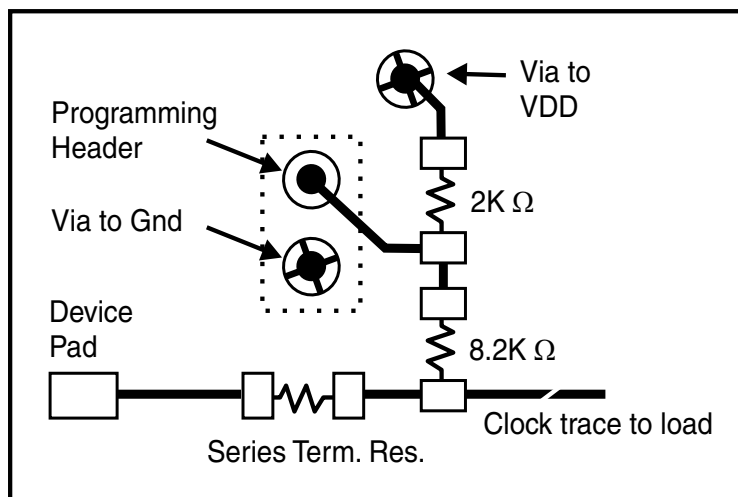 Via to
VDD
Programming
Header
2K Ω
Via to Gnd
Device
Pad
8.2K Ω
Clock trace to load
Series Term. Res.